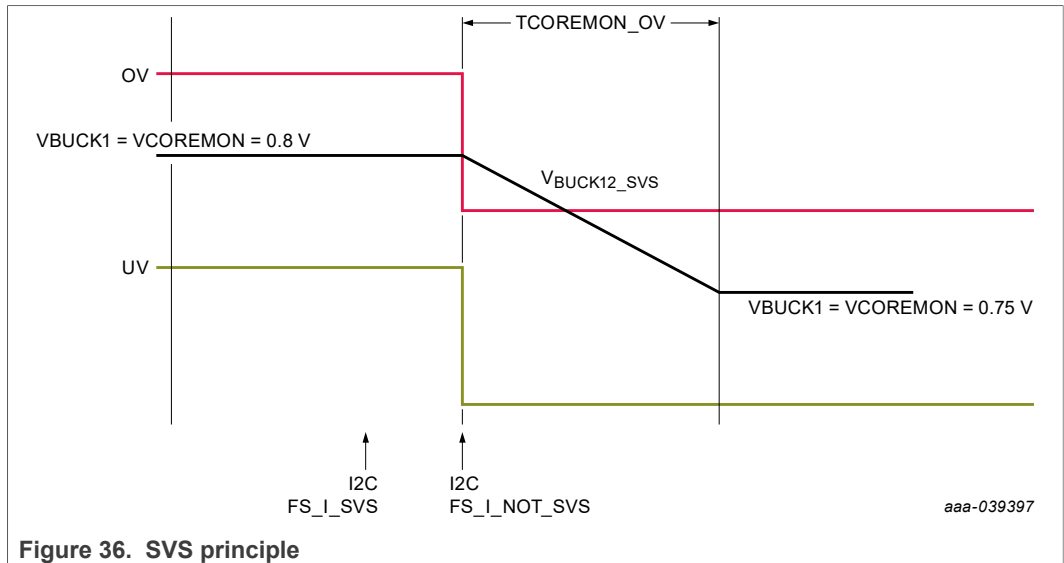 TCOREMON_OV
OV
VBUCK1 = VCOREMON = 0.8 V
VBUCK12_SVS
UV
VBUCK1 = VCOREMON = 0.75 V
I2C
FS_I_SVS
I2C
FS_I_NOT_SVS
aaa-039397
Figure 36. SVS principle